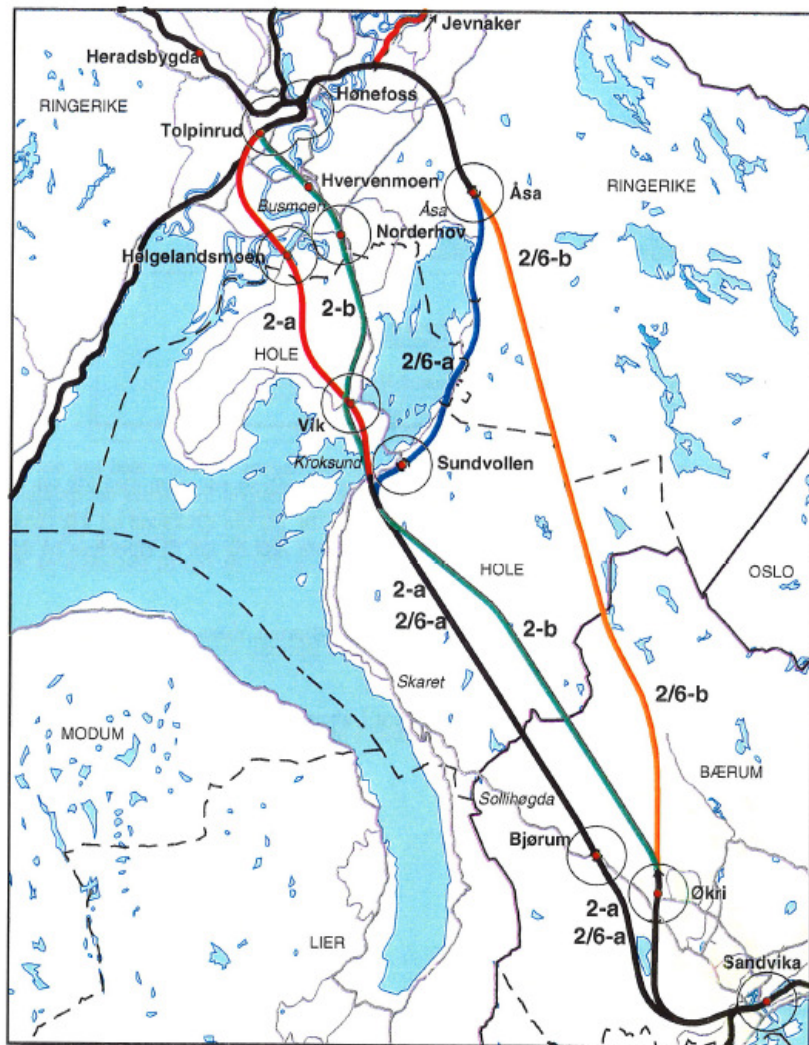 Jevnaker
Heradsbygda
Hønefoss
RINGERIKE
Tolpinrud
Hvervenmoen
Åsa
RINGERIKE
Busmoen
Åsa
Norderhov
Helgelandsmoen
2/6-b
2-a
2-b
HOLE
2/6-a
Vik
Kroksund
Sundvollen
HOLE
OSLO
2-a
2/6-a
2-b
Skaret
2/6-b
MODUM
BÆRUM
Sollihøgda
Bjørum
Økri
2-a
2/6-a
LIER
Sandvika